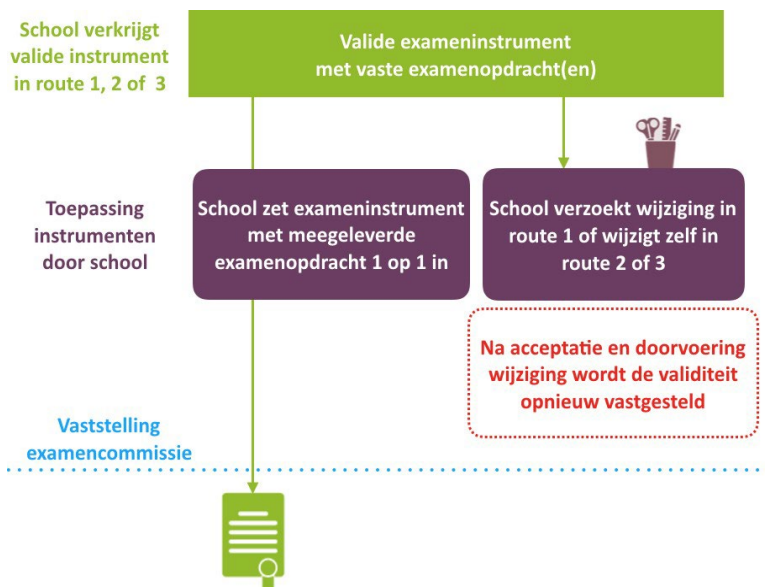 School verkrijgt
valide instrument
in route 1, 2 of 3
Valide exameninstrument
met vaste examenopdracht(en)
Toepassing
instrumenten
door school
School zet exameninstrument
met meegeleverde
examenopdracht 1 op 1 in
School verzoekt wijziging in
route 1 of wijzigt zelf in
route 2 of 3
Na acceptatie en doorvoering
wijziging wordt de validiteit
opnieuw vastgesteld
Vaststelling
examencommissie